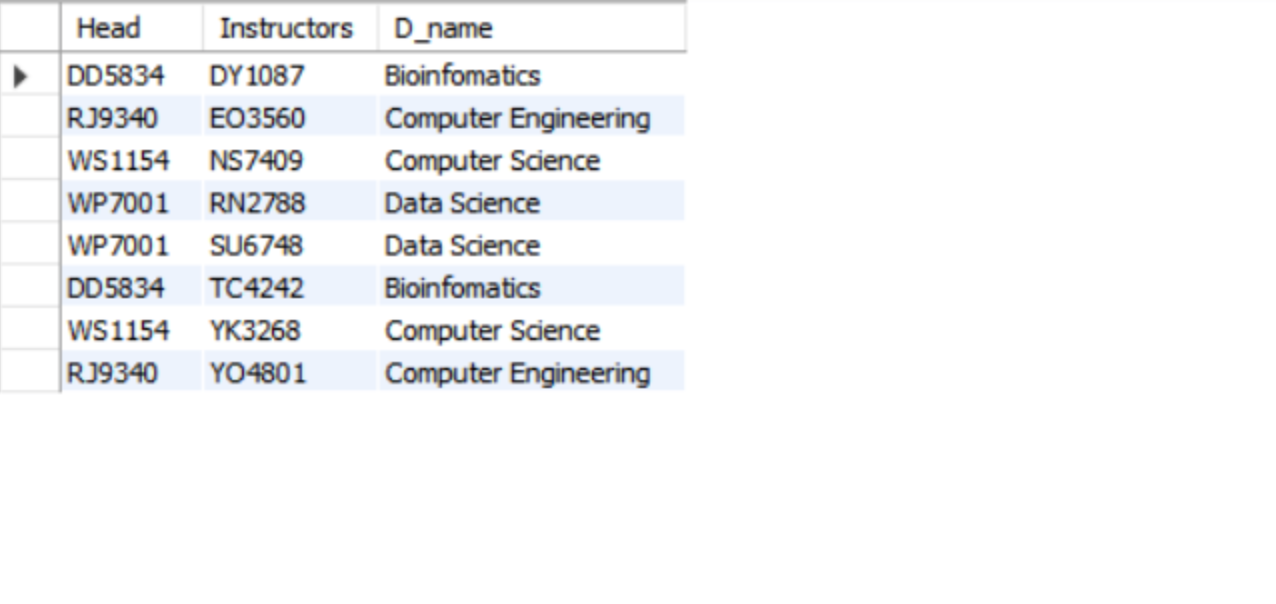 Head Instructors D_name
DD5834 DY1087 Bioinfomatics
RJ9340 EO3560 Computer Engineering
WS1154 NS7409 Computer Science
WP7001 RN2788 Data Science
WP7001 SU6748 Data Science
DD5834 TC4242 Bioinfomatics
WS1154 YK3268 Computer Science
RJ9340 YO4801 Computer Engineering